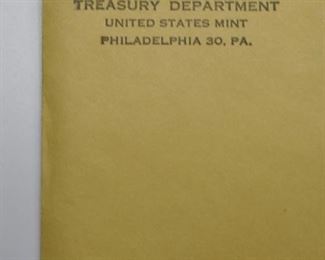 TREASURY DEPARTMENT
UNITED STATES MINT
PHILADELPHIA 30, PA.